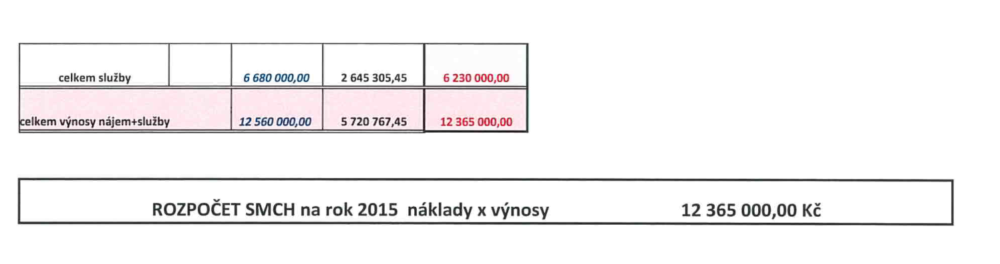 celkem služby 6 680 000,00 2 645 305,45 6 230 000,00
celkem výnosy nájem+služby 12 560 000,00 5 720 767,45 12 365 000,00
ROZPOČET SMCH na rok 2015 náklady x výnosy 12 365 000,00 Kč